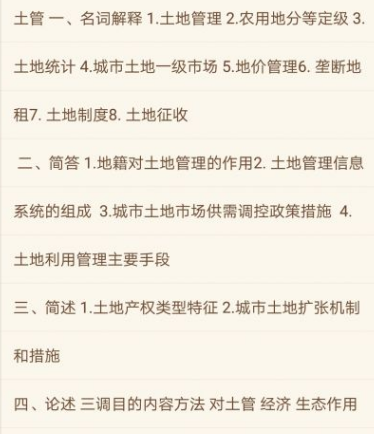 土管 一、名词解释 1.土地管理 2.农用地分等定级 3.
土地统计 4.城市土地一级市场 5.地价管理6. 垄断地
租7. 土地制度8. 土地征收
二、简答 1.地籍对土地管理的作用2. 土地管理信息
系统的组成 3.城市土地市场供需调控政策措施 4.
土地利用管理主要手段
三、简述 1.土地产权类型特征 2.城市土地扩张机制
和措施
四、论述 三调目的内容方法 对土管 经济 生态作用